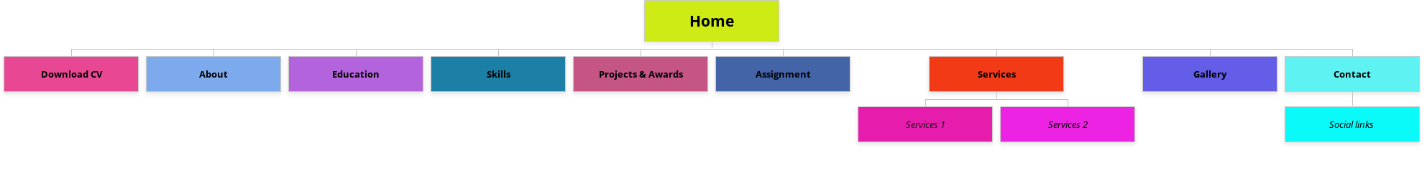 Home
Download CV
About
Education
Skills
Projects & Awards
Assignment
Services
Gallery
Contact
Services 1
Services 2
Social links